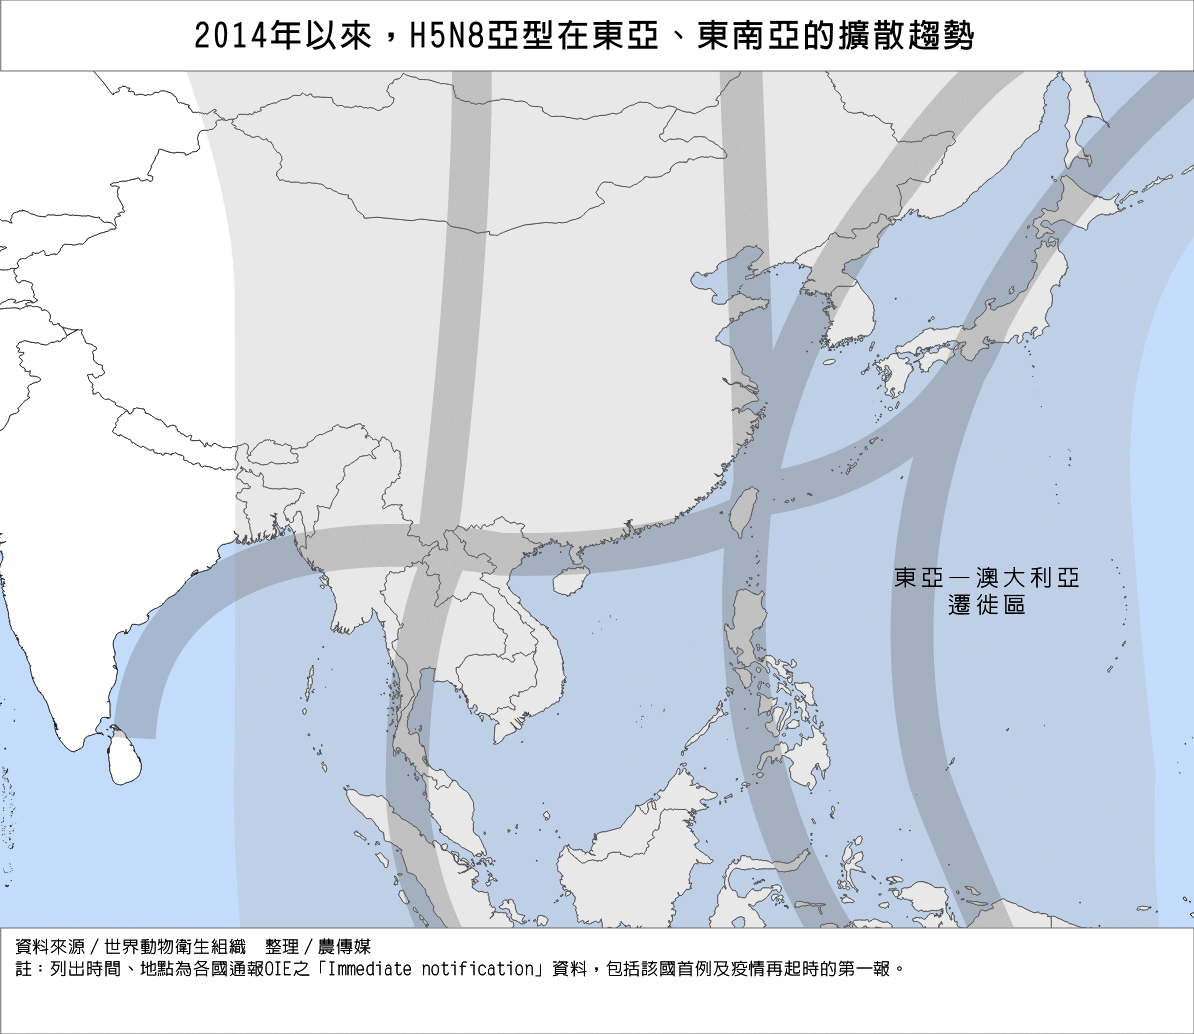 2014年以來，H5N8亞型在東亞、東南亞的擴散趨勢
東亞－澳大利亞
遷徙區
資料來源／世界動物衛生組織　整理／農傳媒
註：列出時間、地點為各國通報OIE之「Immediate notification」資料，包括該國首例及疫情再起時的第一報。